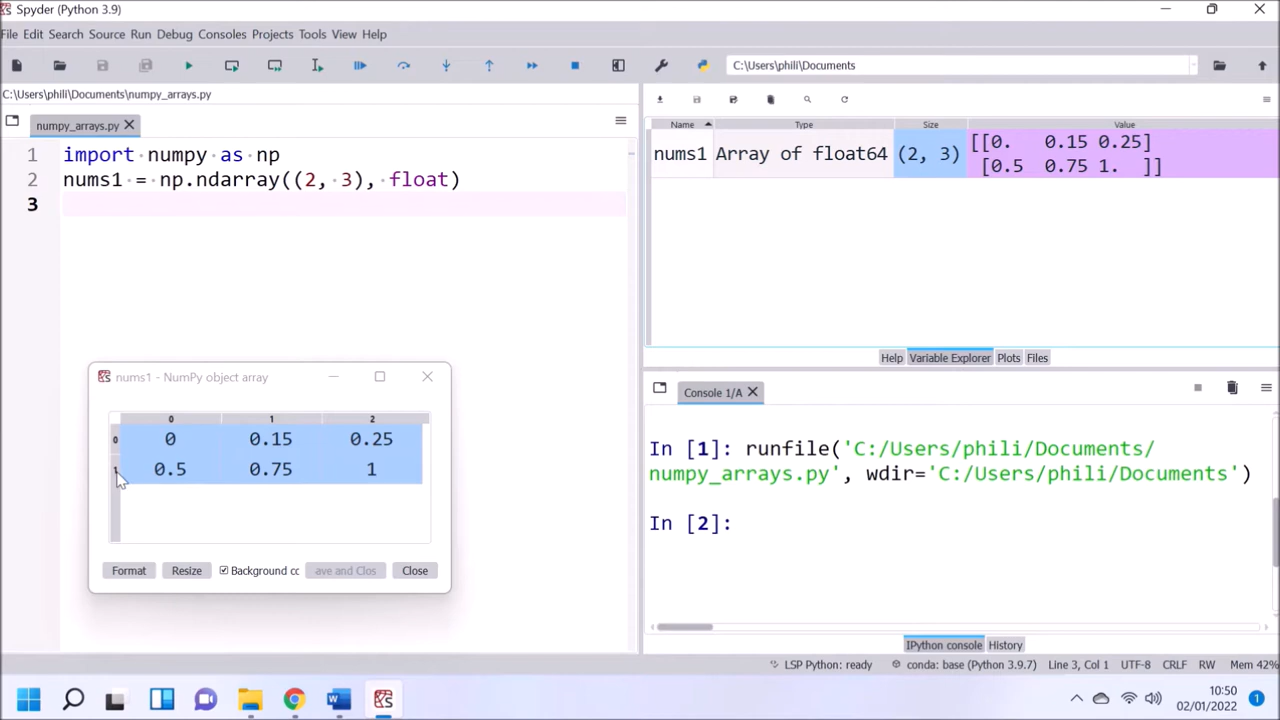 Spyder (Python 3.9)
File Edit Search Source Run Debug Consoles Projects Tools View Help
C:\Users\phili\Documents
C:\Users\phili\Documents\numpy_arrays.py
numpy_arrays.py
1 import numpy as np
2 nums1 = np.ndarray((2, 3), float)
3
Name Type Size Value
nums1 Array of float64 (2, 3) [[0. 0.15 0.25]
[0.5 0.75 1. ]]
Help Variable Explorer Plots Files
nums1 - NumPy object array
0 1 2
0 0 0.15 0.25
1 0.5 0.75 1
Format Resize Background cc ave and Clos Close
Console 1/A
In [1]: runfile('C:/Users/phili/Documents/
numpy_arrays.py', wdir='C:/Users/phili/Documents')
In [2]:
IPython console History
LSP Python: ready conda: base (Python 3.9.7) Line 3, Col 1 UTF-8 CRLF RW Mem 42%
10:50
02/01/2022
1